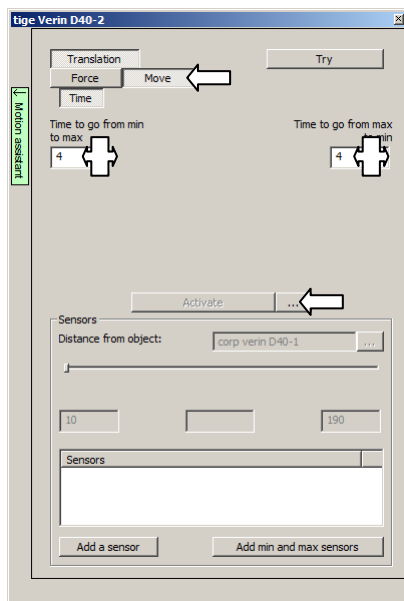 tige Verin D40-2
Translation
Try
Force
Move
Time
↓ Motion assistant
Time to go from min
to max
Time to go from max
to min
4
4
Activate
...
Sensors
Distance from object:
corp verin D40-1
...
10
190
Sensors
Add a sensor
Add min and max sensors